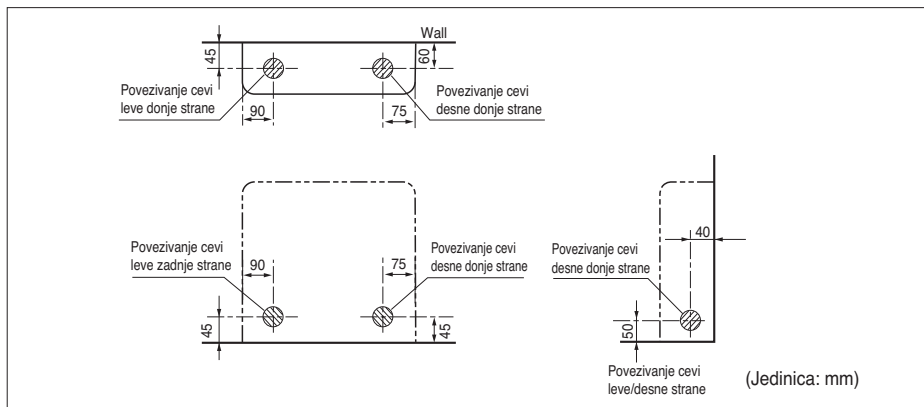 Wall
45
60
Povezivanje cevi
leve donje strane
Povezivanje cevi
desne donje strane
90
75
Povezivanje cevi
leve zadnje strane
90
75
Povezivanje cevi
desne donje strane
45
45
Povezivanje cevi
desne donje strane
40
50
Povezivanje cevi
leve/desne strane
(Jedinica: mm)